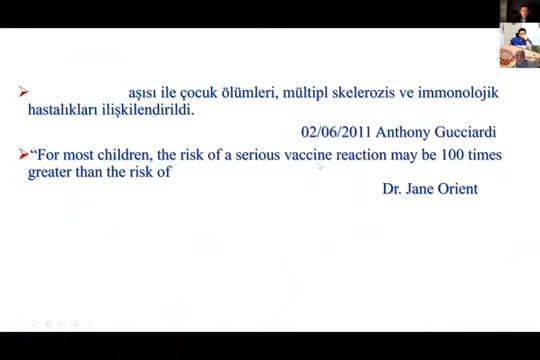 aşısı ile çocuk ölümleri, mültipl skelerozis ve immonolojik
hastalıkları ilişkilendirildi.
02/06/2011 Anthony Gucciardi
“For most children, the risk of a serious vaccine reaction may be 100 times
greater than the risk of
Dr. Jane Orient